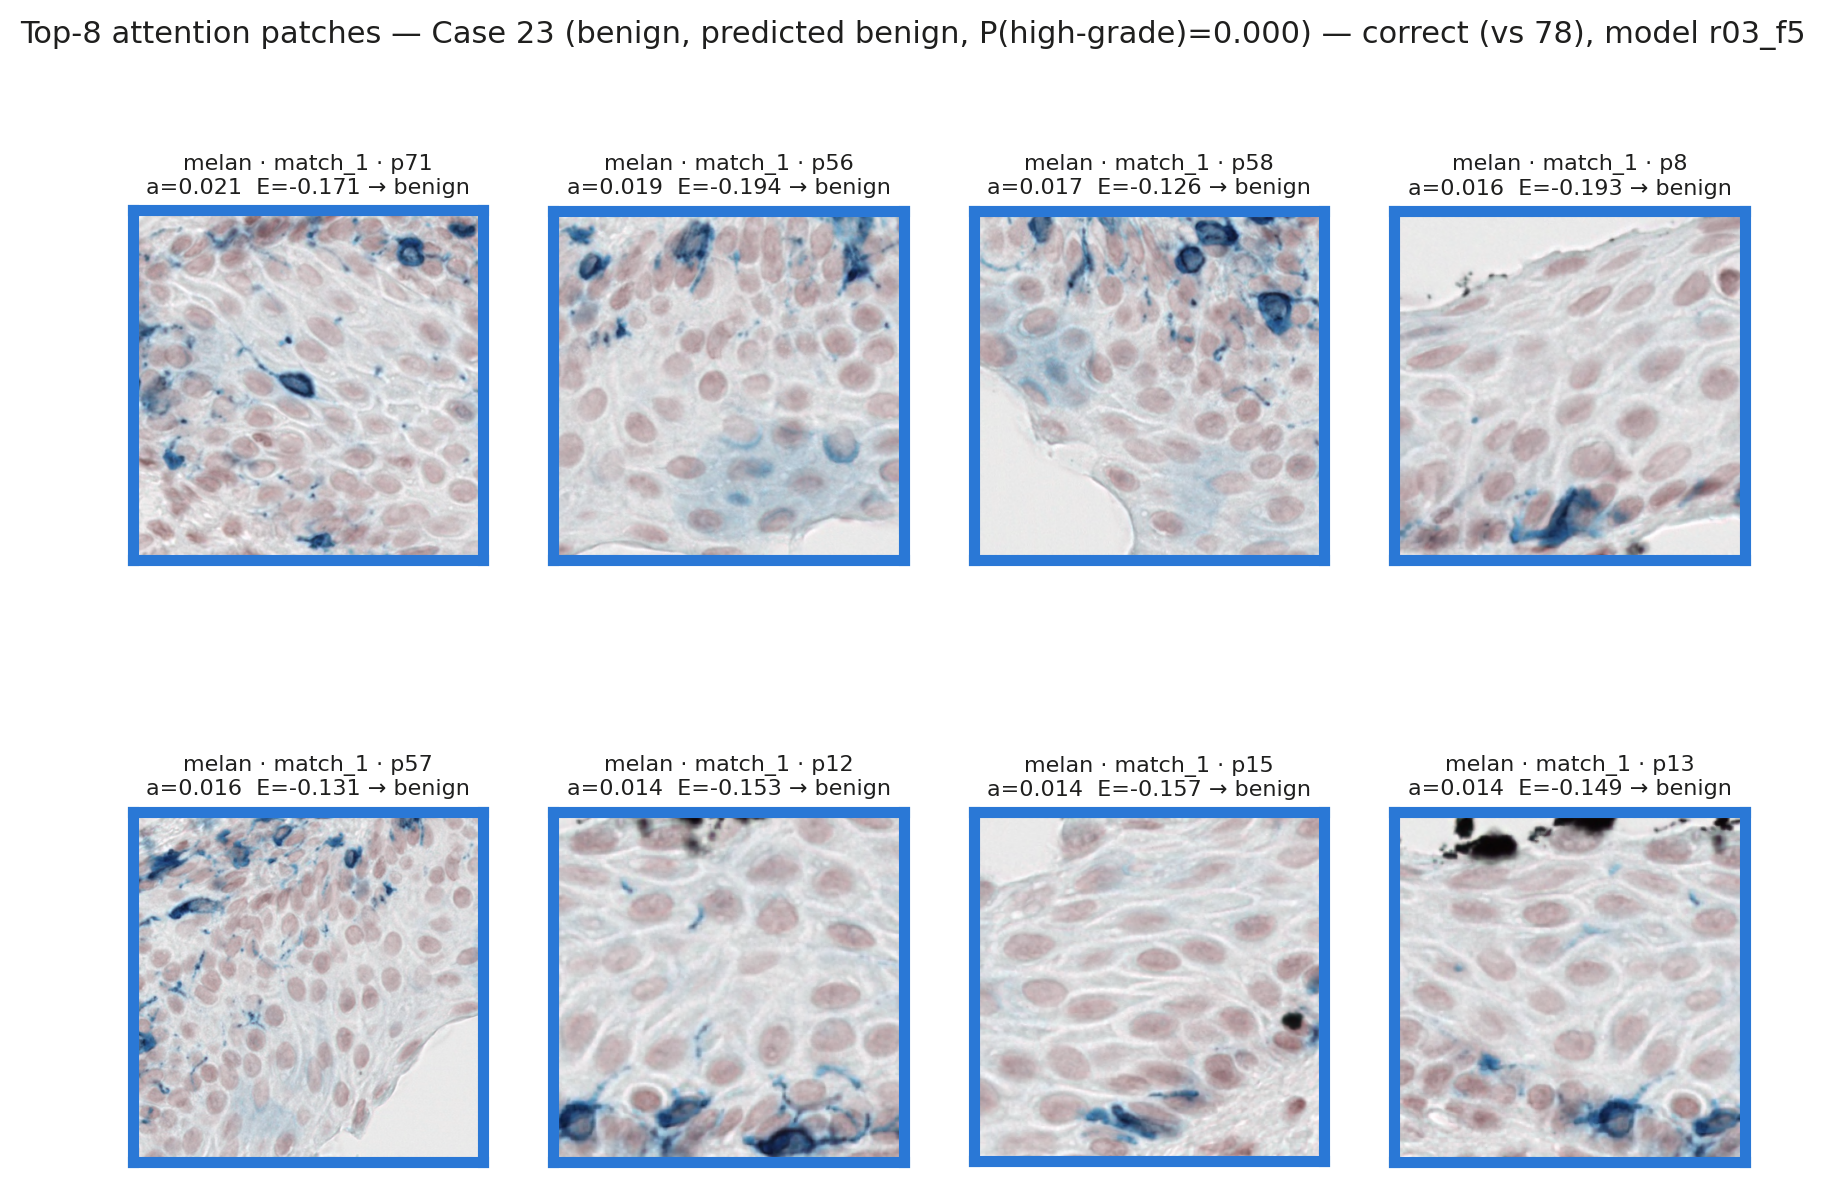 Top-8 attention patches — Case 23 (benign, predicted benign, P(high-grade)=0.000) — correct (vs 78), model r03_f5
melan · match_1 · p71
a=0.021 E=-0.171 → benign
melan · match_1 · p56
a=0.019 E=-0.194 → benign
melan · match_1 · p58
a=0.017 E=-0.126 → benign
melan · match_1 · p8
a=0.016 E=-0.193 → benign
melan · match_1 · p57
a=0.016 E=-0.131 → benign
melan · match_1 · p12
a=0.014 E=-0.153 → benign
melan · match_1 · p15
a=0.014 E=-0.157 → benign
melan · match_1 · p13
a=0.014 E=-0.149 → benign